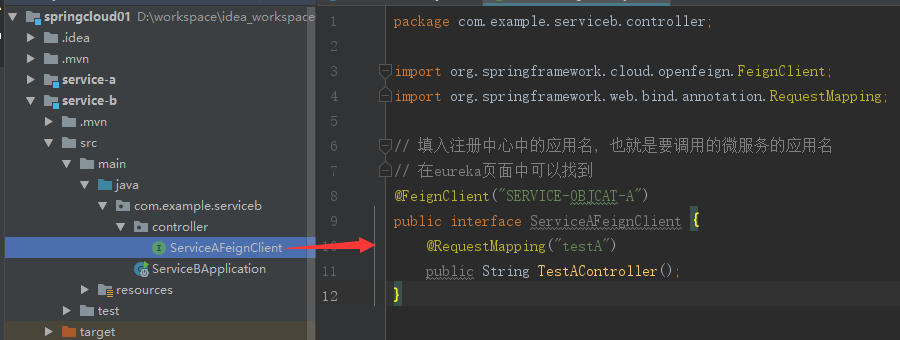 springcloud01 D:\workspace\idea_workspace
.idea
.mvn
service-a
service-b
.mvn
src
main
java
com.example.serviceb
controller
ServiceAFeignClient
ServiceBApplication
resources
test
target
1 package com.example.serviceb.controller;
2
3 import org.springframework.cloud.openfeign.FeignClient;
4 import org.springframework.web.bind.annotation.RequestMapping;
5
6 // 填入注册中心中的应用名，也就是要调用的微服务的应用名
7 // 在eureka页面中可以找到
8 @FeignClient("SERVICE-OBJCAT-A")
9 public interface ServiceAFeignClient {
10 @RequestMapping("testA")
11 public String TestAController();
12 }